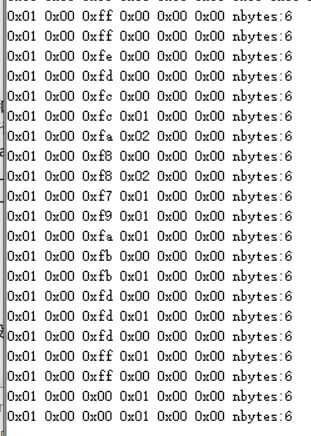 0x01 0x00 0xff 0x00 0x00 0x00 nbytes:6
0x01 0x00 0xff 0x00 0x00 0x00 nbytes:6
0x01 0x00 0xfe 0x00 0x00 0x00 nbytes:6
0x01 0x00 0xfd 0x00 0x00 0x00 nbytes:6
0x01 0x00 0xfc 0x00 0x00 0x00 nbytes:6
0x01 0x00 0xfc 0x01 0x00 0x00 nbytes:6
0x01 0x00 0xfa 0x02 0x00 0x00 nbytes:6
0x01 0x00 0xf8 0x00 0x00 0x00 nbytes:6
0x01 0x00 0xf8 0x02 0x00 0x00 nbytes:6
0x01 0x00 0xf7 0x01 0x00 0x00 nbytes:6
0x01 0x00 0xf9 0x01 0x00 0x00 nbytes:6
0x01 0x00 0xfa 0x01 0x00 0x00 nbytes:6
0x01 0x00 0xfb 0x00 0x00 0x00 nbytes:6
0x01 0x00 0xfb 0x01 0x00 0x00 nbytes:6
0x01 0x00 0xfd 0x00 0x00 0x00 nbytes:6
0x01 0x00 0xfd 0x01 0x00 0x00 nbytes:6
0x01 0x00 0xfd 0x00 0x00 0x00 nbytes:6
0x01 0x00 0xff 0x01 0x00 0x00 nbytes:6
0x01 0x00 0xff 0x00 0x00 0x00 nbytes:6
0x01 0x00 0x00 0x01 0x00 0x00 nbytes:6
0x01 0x00 0x00 0x01 0x00 0x00 nbytes:6